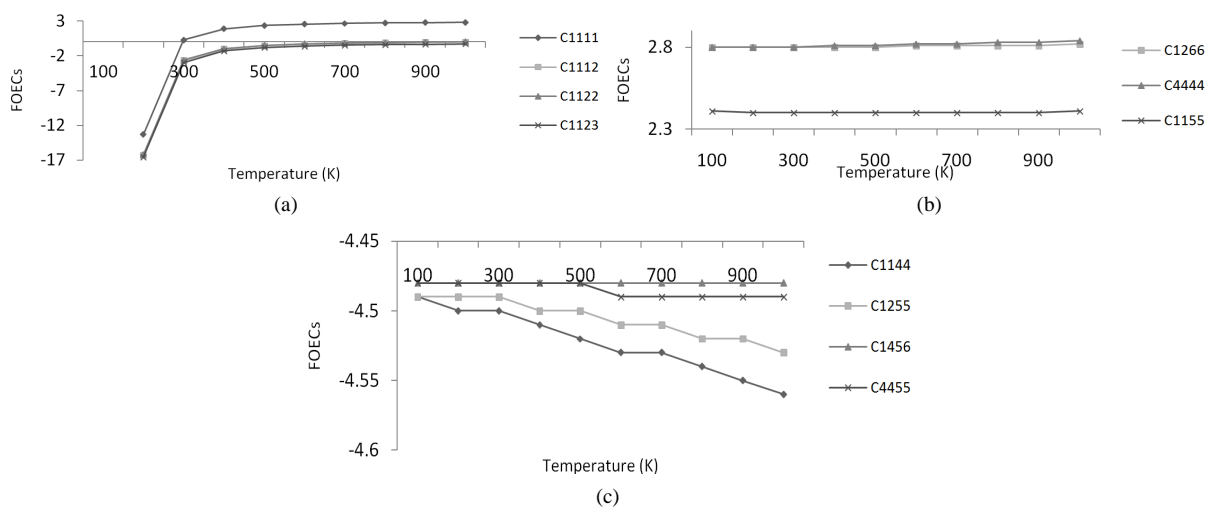 3
-2
-7
-12
-17
100 300 500 700 900
FOECs
Temperature (K)
C1111
C1112
C1122
C1123
(a)
2.8
2.3
FOECs
100 300 500 700 900
Temperature (K)
C1266
C4444
C1155
(b)
-4.45
-4.5
-4.55
-4.6
100 300 500 700 900
FOECs
Temperature (K)
C1144
C1255
C1456
C4455
(c)